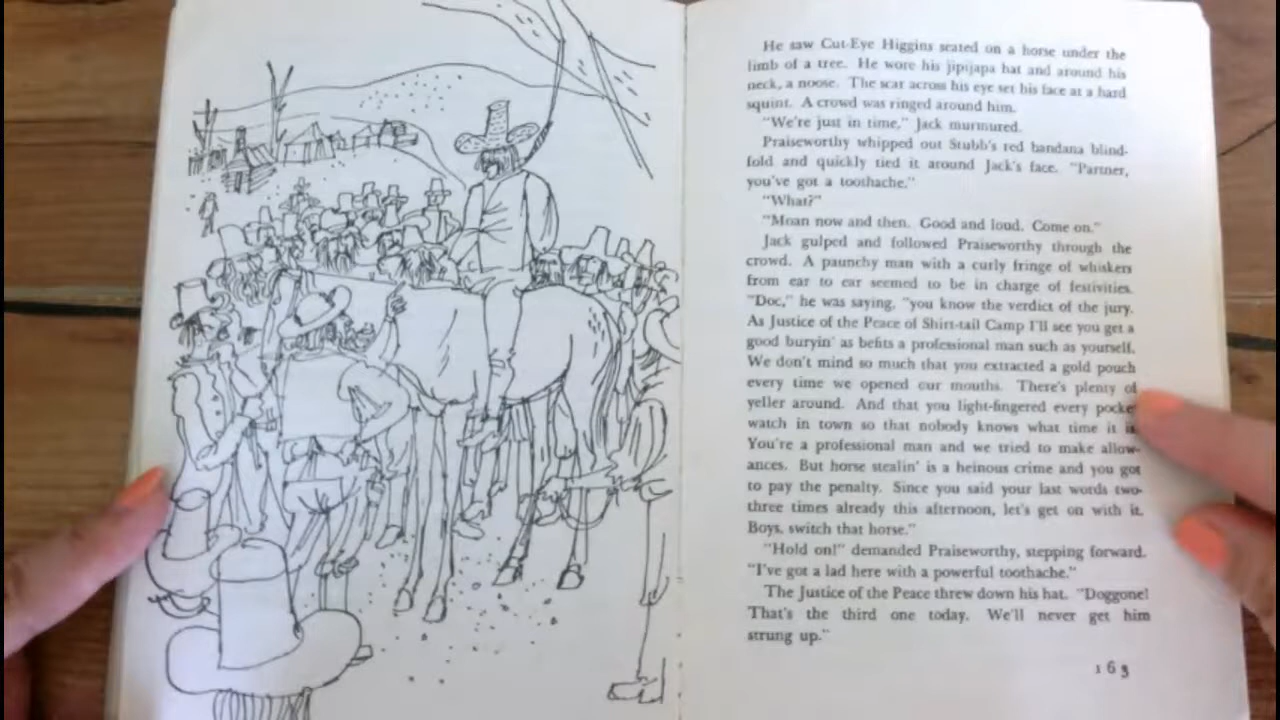 He saw Cut-Eye Higgins seated on a horse under the
limb of a tree. He wore his jipijapa hat and around his
neck, a noose. The scar across his eye set his face at a hard
squint. A crowd was ringed around him.
"We're just in time," Jack murmured.
Praiseworthy whipped out Stubb's red bandana blind-
fold and quickly tied it around Jack's face. "Partner,
you've got a toothache."
"What?"
"Moan now and then. Good and loud. Come on."
Jack gulped and followed Praiseworthy through the
crowd. A paunchy man with a curly fringe of whiskers
from ear to ear seemed to be in charge of festivities.
"Doc," he was saying, "you know the verdict of the jury.
As Justice of the Peace of Shirt-tail Camp I'll see you get a
good buryin' as befits a professional man such as yourself.
We don't mind so much that you extracted a gold pouch
every time we opened our mouths. There's plenty of
yeller around. And that you light-fingered every pocket
watch in town so that nobody knows what time it is.
You're a professional man and we tried to make allow-
ances. But horse stealin' is a heinous crime and you got
to pay the penalty. Since you said your last words two-
three times already this afternoon, let's get on with it.
Boys, switch that horse."
"Hold on!" demanded Praiseworthy, stepping forward.
"I've got a lad here with a powerful toothache."
The Justice of the Peace threw down his hat. "Doggone!
That's the third one today. We'll never get him
strung up."
163